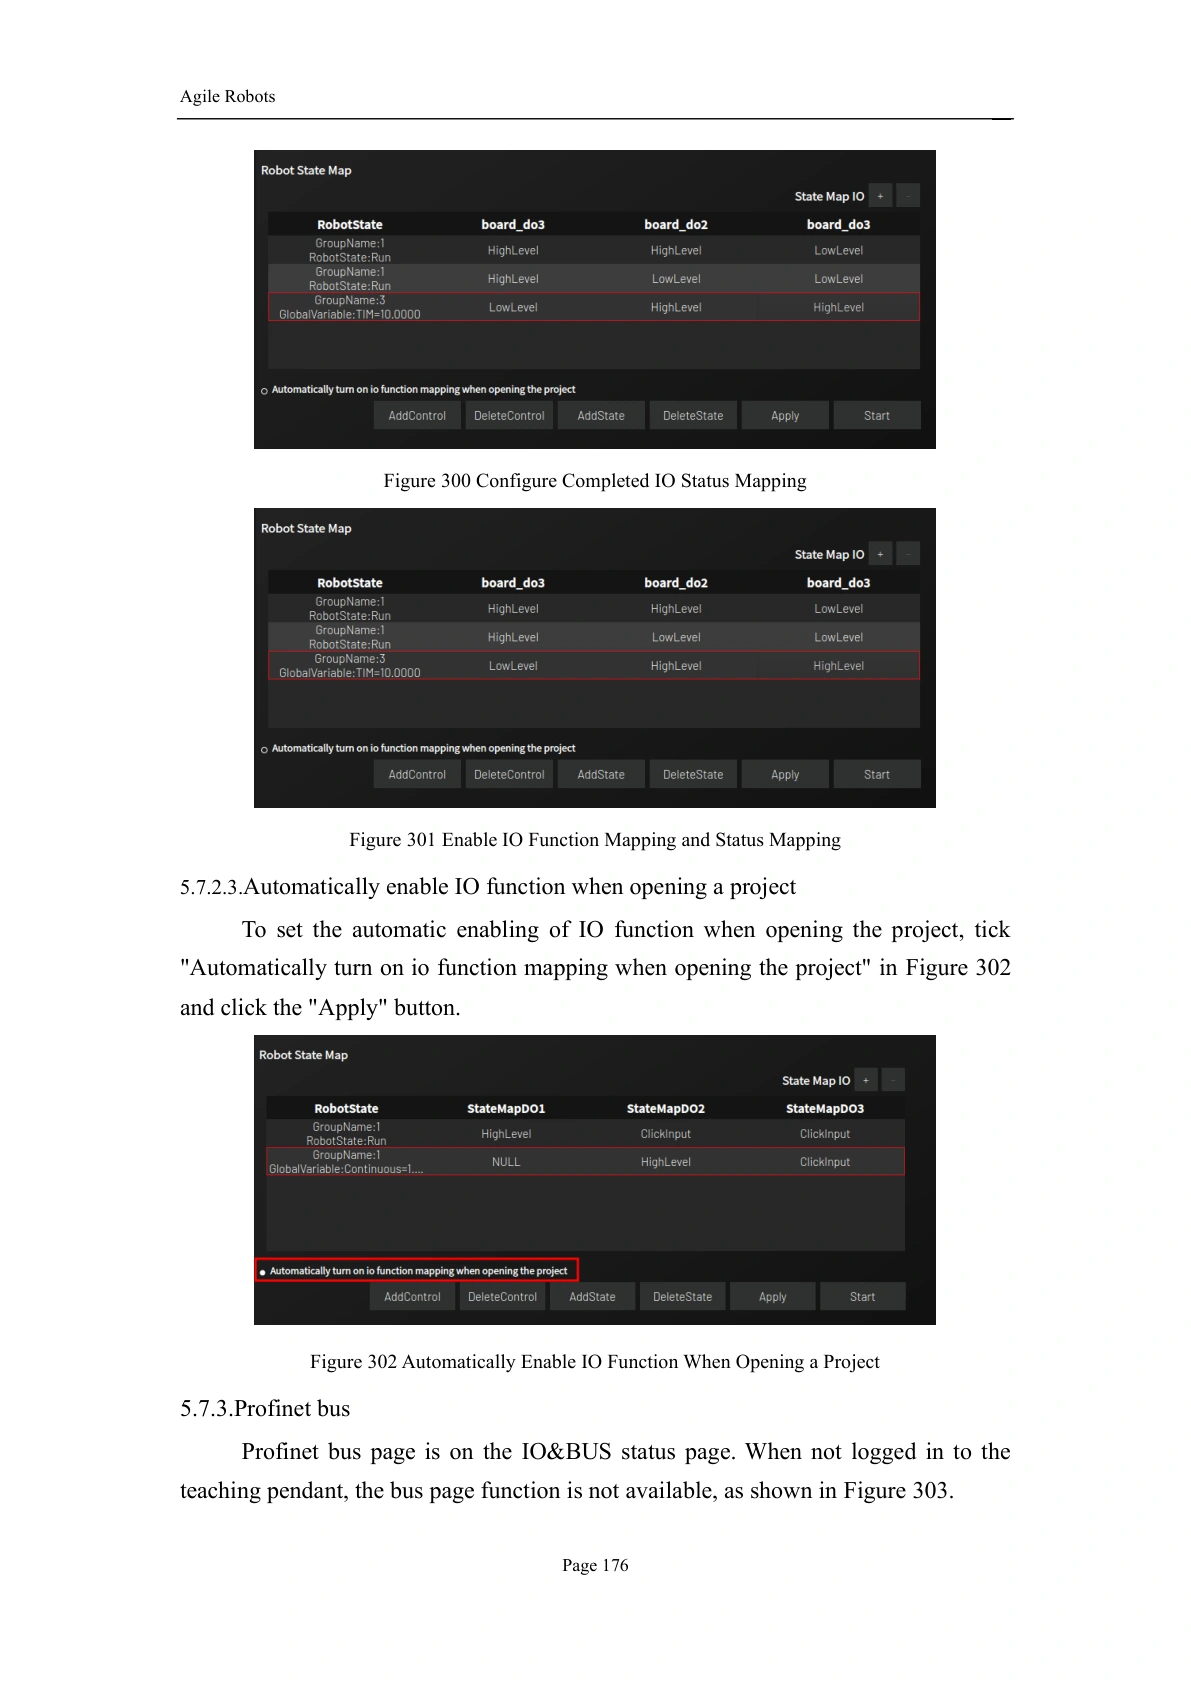 Agile Robots
Robot State Map
State Map IO + -
RobotState board_do3 board_do2 board_do3
GroupName:1
RobotState:Run HighLevel HighLevel LowLevel
GroupName:1
RobotState:Run HighLevel LowLevel LowLevel
GroupName:3
GlobalVariable:TIM=10.0000 LowLevel HighLevel HighLevel
Automatically turn on io function mapping when opening the project
AddControl DeleteControl AddState DeleteState Apply Start
Figure 300 Configure Completed IO Status Mapping
Robot State Map
State Map IO + -
RobotState board_do3 board_do2 board_do3
GroupName:1
RobotState:Run HighLevel HighLevel LowLevel
GroupName:1
RobotState:Run HighLevel LowLevel LowLevel
GroupName:3
GlobalVariable:TIM=10.0000 LowLevel HighLevel HighLevel
Automatically turn on io function mapping when opening the project
AddControl DeleteControl AddState DeleteState Apply Start
Figure 301 Enable IO Function Mapping and Status Mapping
5.7.2.3.Automatically enable IO function when opening a project
To set the automatic enabling of IO function when opening the project, tick
"Automatically turn on io function mapping when opening the project" in Figure 302
and click the "Apply" button.
Robot State Map
State Map IO + -
RobotState StateMapDO1 StateMapDO2 StateMapDO3
GroupName:1
RobotState:Run HighLevel ClickInput ClickInput
GroupName:1
GlobalVariable:Continuous=1.... NULL HighLevel ClickInput
Automatically turn on io function mapping when opening the project
AddControl DeleteControl AddState DeleteState Apply Start
Figure 302 Automatically Enable IO Function When Opening a Project
5.7.3.Profinet bus
Profinet bus page is on the IO&BUS status page. When not logged in to the
teaching pendant, the bus page function is not available, as shown in Figure 303.
Page 176